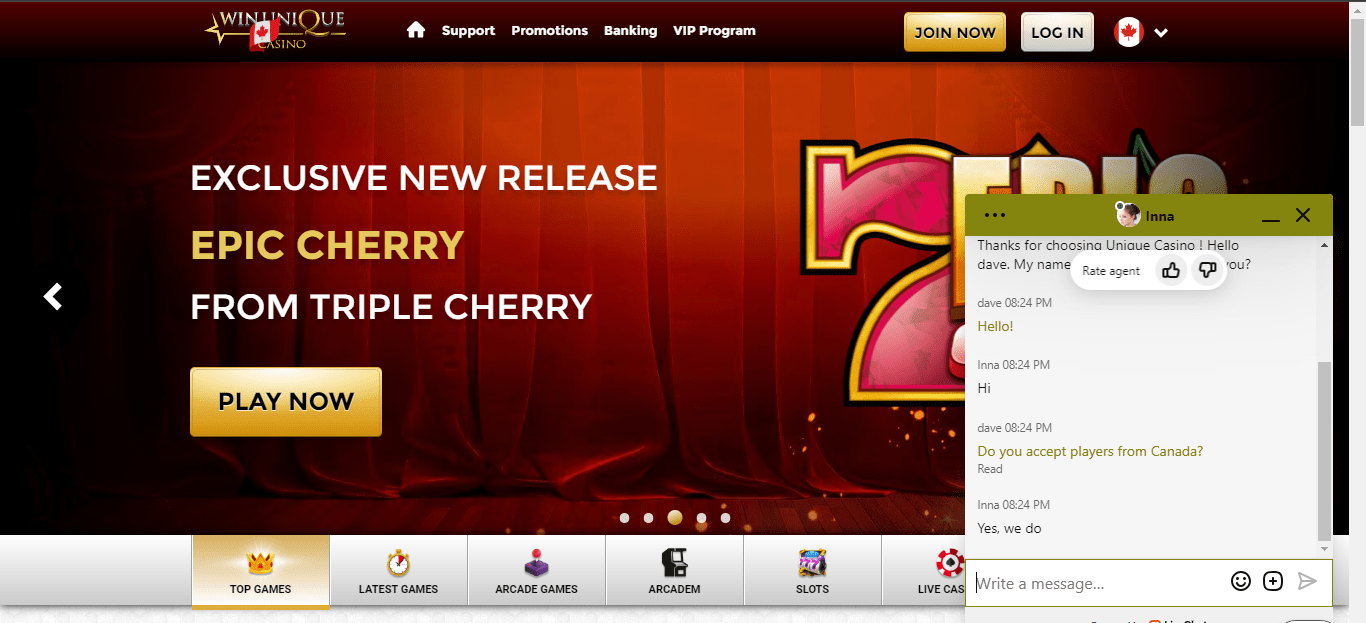 WINUNIQUE
CASINO
Support Promotions Banking VIP Program
JOIN NOW
LOG IN
EXCLUSIVE NEW RELEASE
EPIC CHERRY
FROM TRIPLE CHERRY
PLAY NOW
EPIC
TOP GAMES
LATEST GAMES
ARCADE GAMES
ARCADEM
SLOTS
LIVE CAS
Inna
Thanks for choosing Unique Casino ! Hello
dave. My name you?
Rate agent
dave 08:24 PM
Hello!
Inna 08:24 PM
Hi
dave 08:24 PM
Do you accept players from Canada?
Read
Inna 08:24 PM
Yes, we do
Write a message...